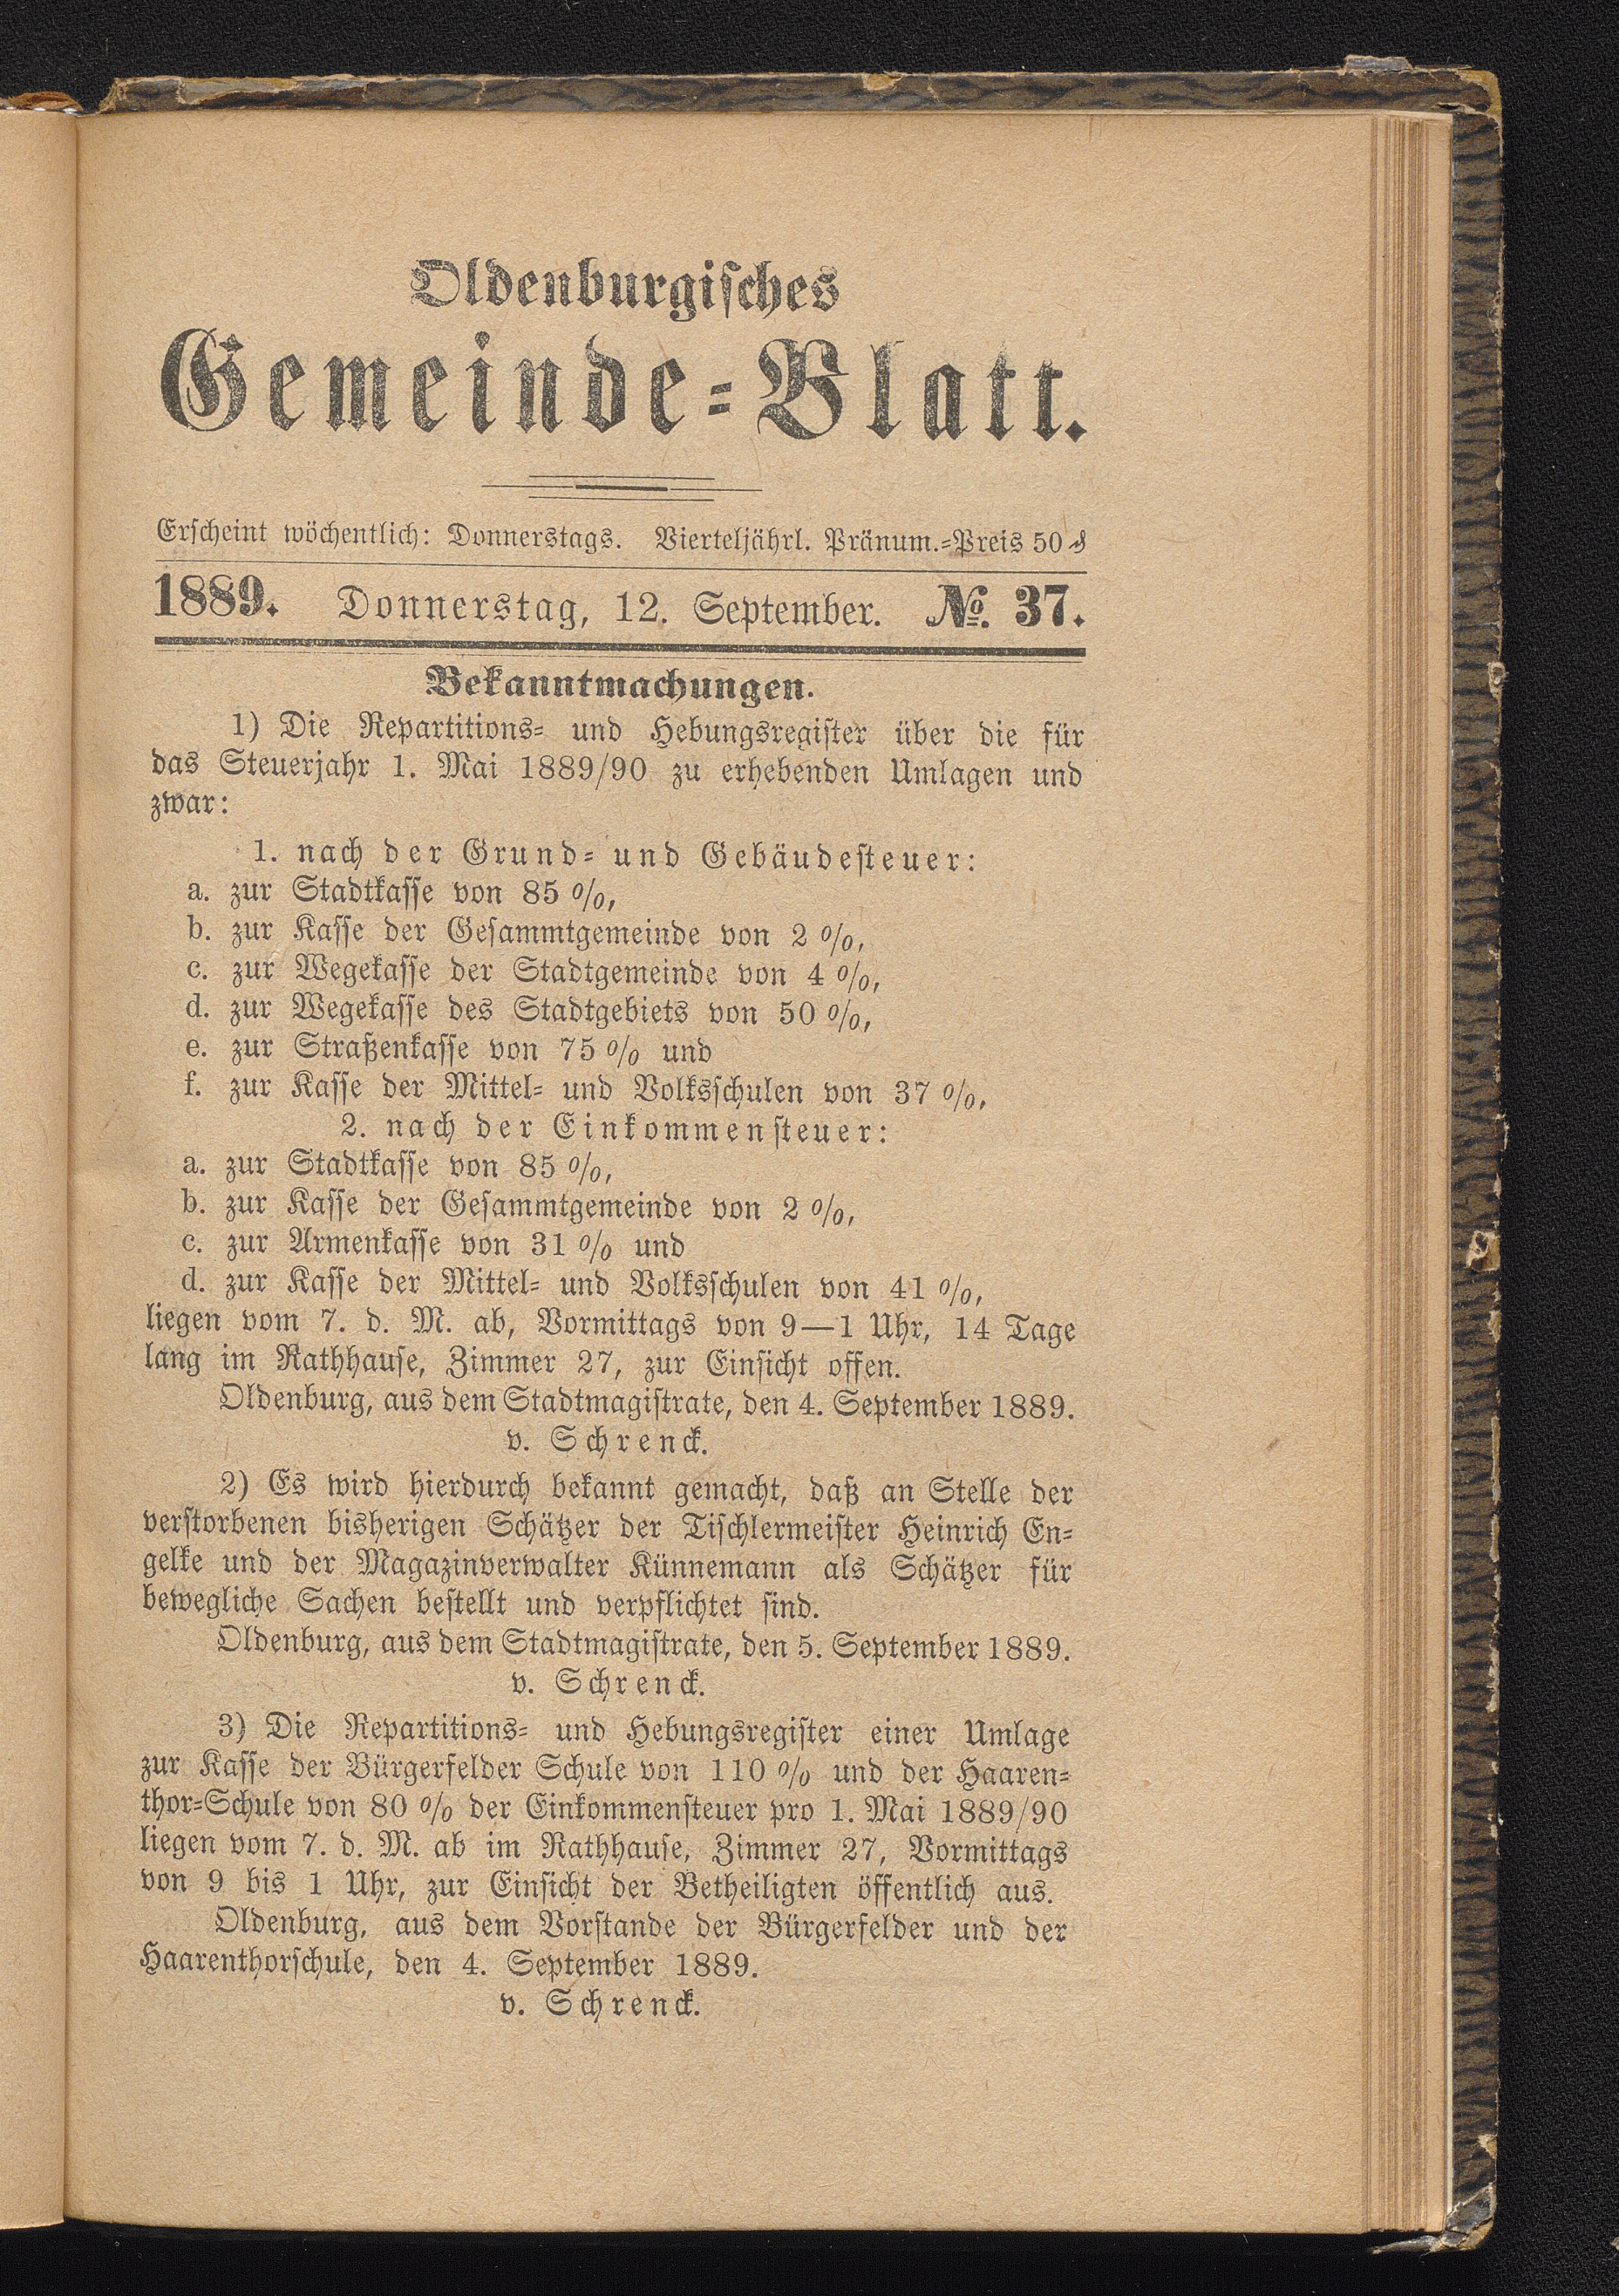 Oldenburgisches
Gemeinde-Blatt.
Erscheint wöchentlich: Donnerstags. Vierteljährl. Pränum.-Preis 50 ₰
1889. Donnerstag, 12. September. №. 37.
Bekanntmachungen.
1) Die Repartitions- und Hebungsregister über die für
das Steuerjahr 1. Mai 1889/90 zu erhebenden Umlagen und
zwar:
1. nach der Grund- und Gebäudesteuer:
a. zur Stadtkasse von 85 %,
b. zur Kasse der Gesammtgemeinde von 2 %,
c. zur Wegekasse der Stadtgemeinde von 4 %,
d. zur Wegekasse des Stadtgebiets von 50 %,
e. zur Straßenkasse von 75 % und
f. zur Kasse der Mittel- und Volksschulen von 37 %,
2. nach der Einkommensteuer:
a. zur Stadtkasse von 85 %,
b. zur Kasse der Gesammtgemeinde von 2 %,
c. zur Armenkasse von 31 % und
d. zur Kasse der Mittel- und Volksschulen von 41 %,
liegen vom 7. d. M. ab, Vormittags von 9—1 Uhr, 14 Tage
lang im Rathhause, Zimmer 27, zur Einsicht offen.
Oldenburg, aus dem Stadtmagistrate, den 4. September 1889.
v. Schrenck.
2) Es wird hierdurch bekannt gemacht, daß an Stelle der
verstorbenen bisherigen Schätzer der Tischlermeister Heinrich En-
gelke und der Magazinverwalter Künnemann als Schätzer für
bewegliche Sachen bestellt und verpflichtet sind.
Oldenburg, aus dem Stadtmagistrate, den 5. September 1889.
v. Schrenck.
3) Die Repartitions- und Hebungsregister einer Umlage
zur Kasse der Bürgerfelder Schule von 110 % und der Haaren-
thor-Schule von 80 % der Einkommensteuer pro 1. Mai 1889/90
liegen vom 7. d. M. ab im Rathhause, Zimmer 27, Vormittags
von 9 bis 1 Uhr, zur Einsicht der Betheiligten öffentlich aus.
Oldenburg, aus dem Vorstande der Bürgerfelder und der
Haarenthorschule, den 4. September 1889.
v. Schrenck.